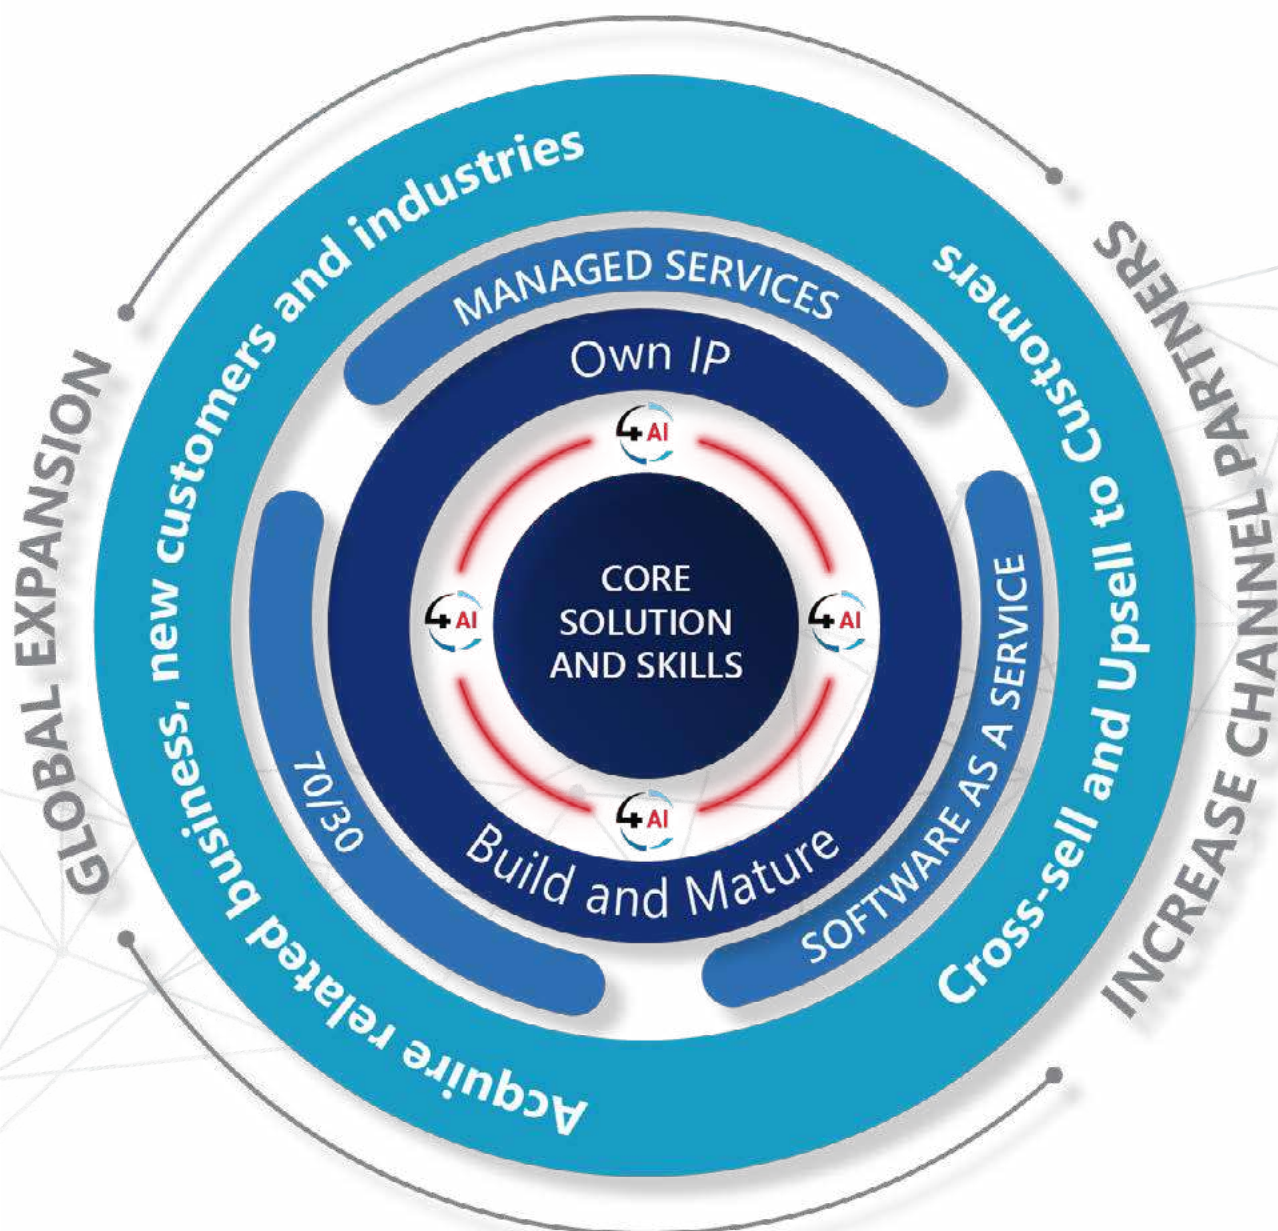 GLOBAL EXPANSION
INCREASE CHANNEL PARTNERS
Acquire related business, new customers and industries
Cross-sell and Upsell to Customers
MANAGED SERVICES
70/30
SOFTWARE AS A SERVICE
Own IP
Build and Mature
4AI
4AI
4AI
4AI
CORE
SOLUTION
AND SKILLS